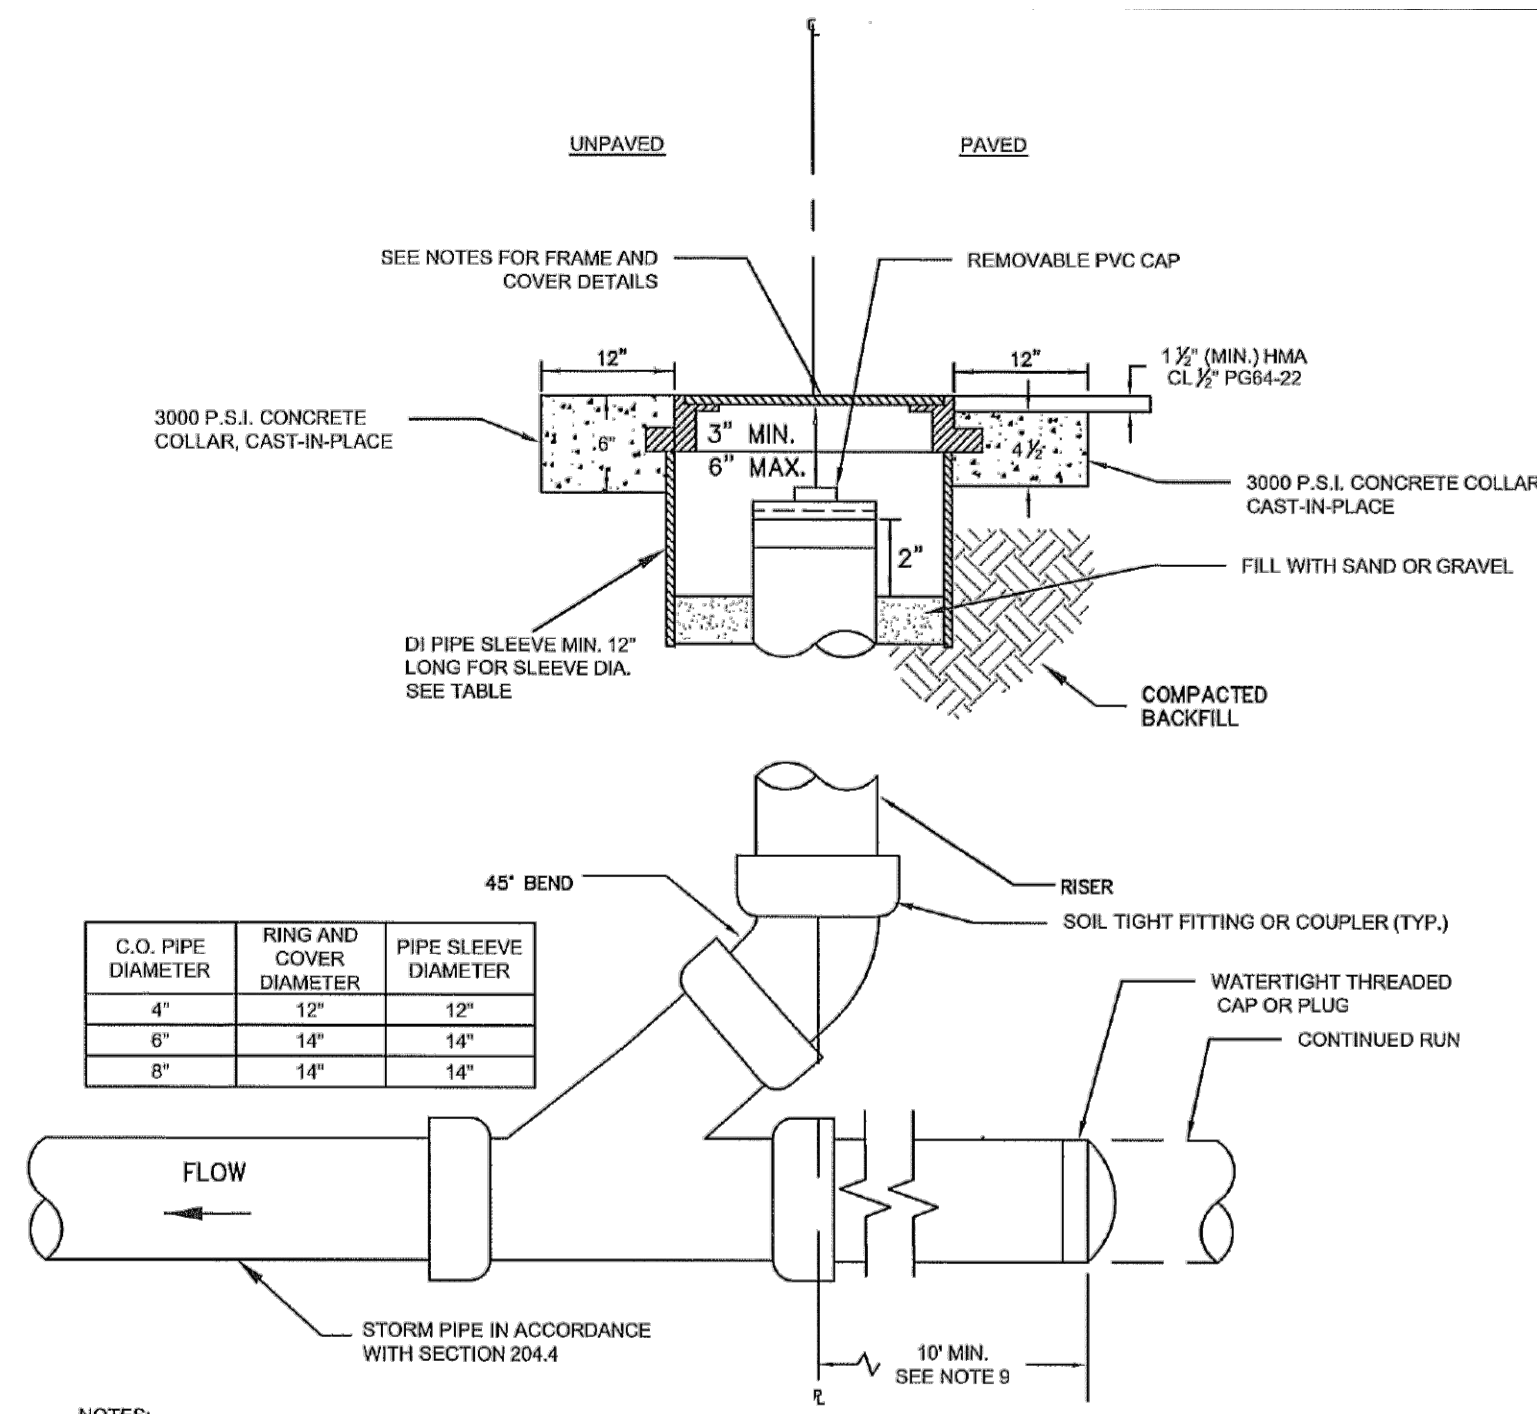 ℄
UNPAVED
PAVED
SEE NOTES FOR FRAME AND
COVER DETAILS
REMOVABLE PVC CAP
12"
12"
1 ½" (MIN.) HMA
CL ½" PG64-22
3000 P.S.I. CONCRETE
COLLAR, CAST-IN-PLACE
6"
3" MIN.
6" MAX.
4 ½"
3000 P.S.I. CONCRETE COLLAR
CAST-IN-PLACE
2"
FILL WITH SAND OR GRAVEL
DI PIPE SLEEVE MIN. 12"
LONG FOR SLEEVE DIA.
SEE TABLE
COMPACTED
BACKFILL
45° BEND
RISER
SOIL TIGHT FITTING OR COUPLER (TYP.)
C.O. PIPE DIAMETER RING AND COVER DIAMETER PIPE SLEEVE DIAMETER
4" 12" 12"
6" 14" 14"
8" 14" 14"
WATERTIGHT THREADED
CAP OR PLUG
CONTINUED RUN
FLOW
STORM PIPE IN ACCORDANCE
WITH SECTION 204.4
10' MIN.
SEE NOTE 9
PL
NOTES: